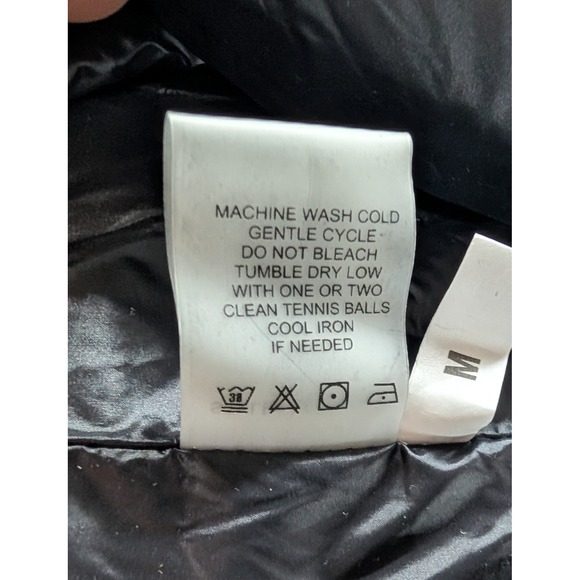 MACHINE WASH COLD
GENTLE CYCLE
DO NOT BLEACH
TUMBLE DRY LOW
WITH ONE OR TWO
CLEAN TENNIS BALLS
COOL IRON
IF NEEDED
38
M